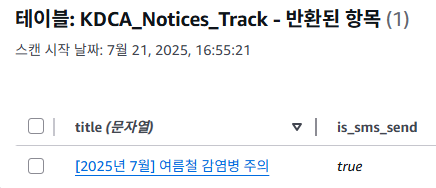 테이블: KDCA_Notices_Track - 반환된 항목 (1)
스캔 시작 날짜: 7월 21, 2025, 16:55:21
title (문자열) is_sms_send
[2025년 7월] 여름철 감염병 주의 true